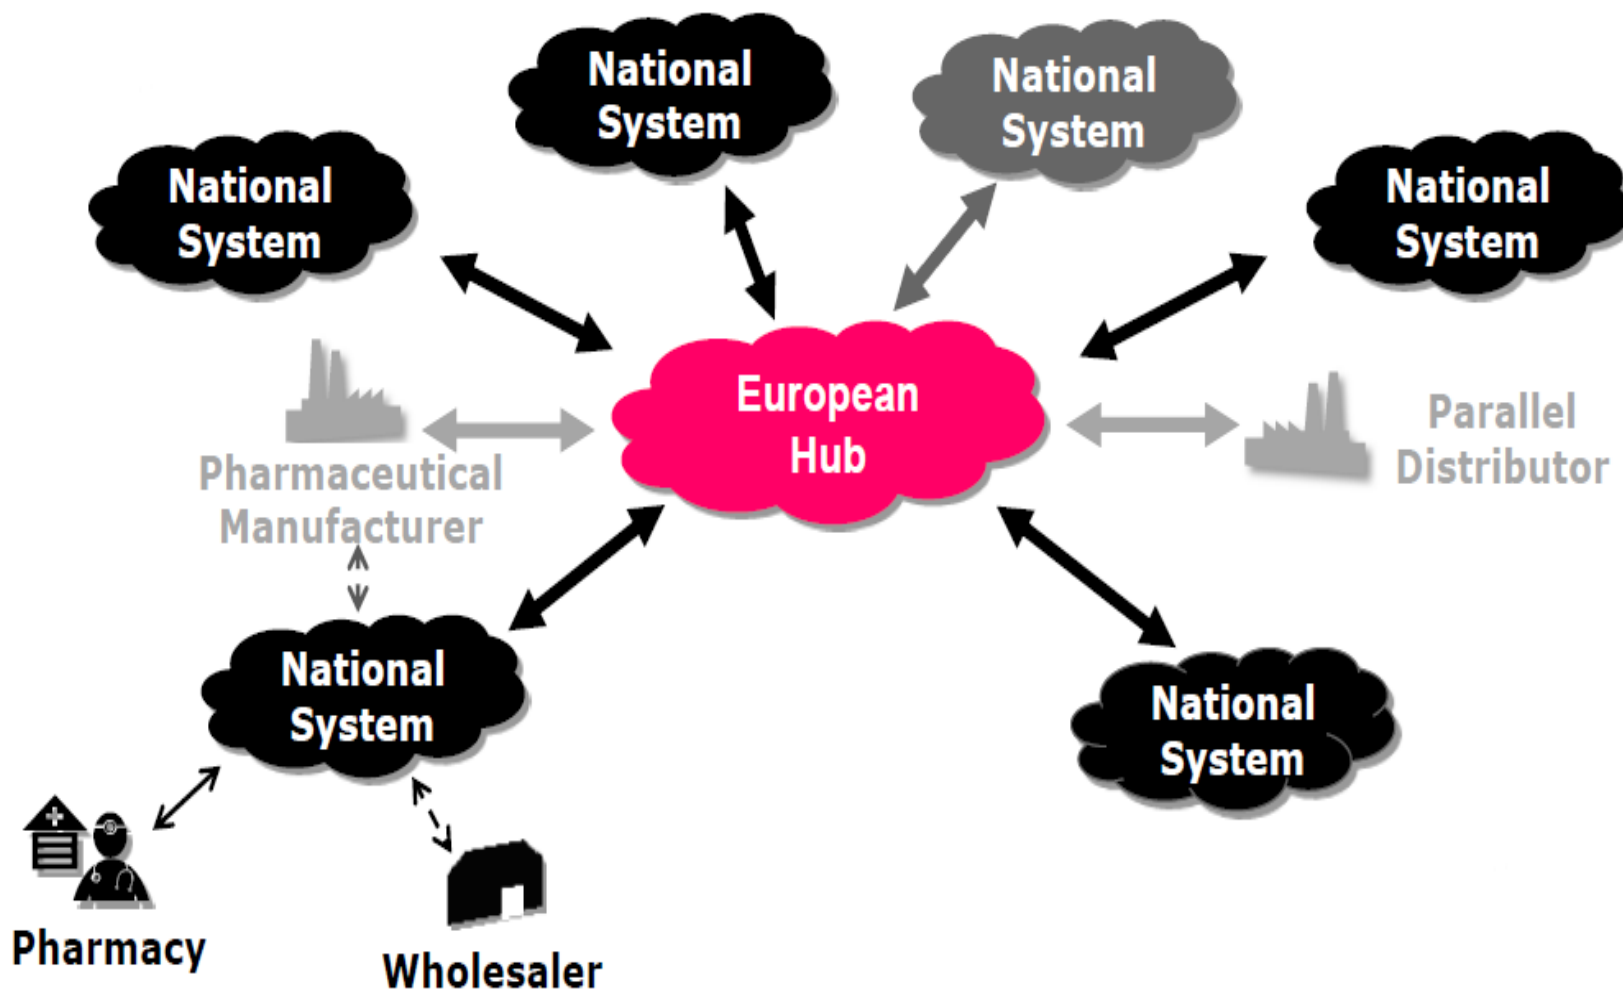 National
System
National
System
National
System
National
System
European
Hub
Pharmaceutical
Manufacturer
Parallel
Distributor
National
System
National
System
Pharmacy
Wholesaler